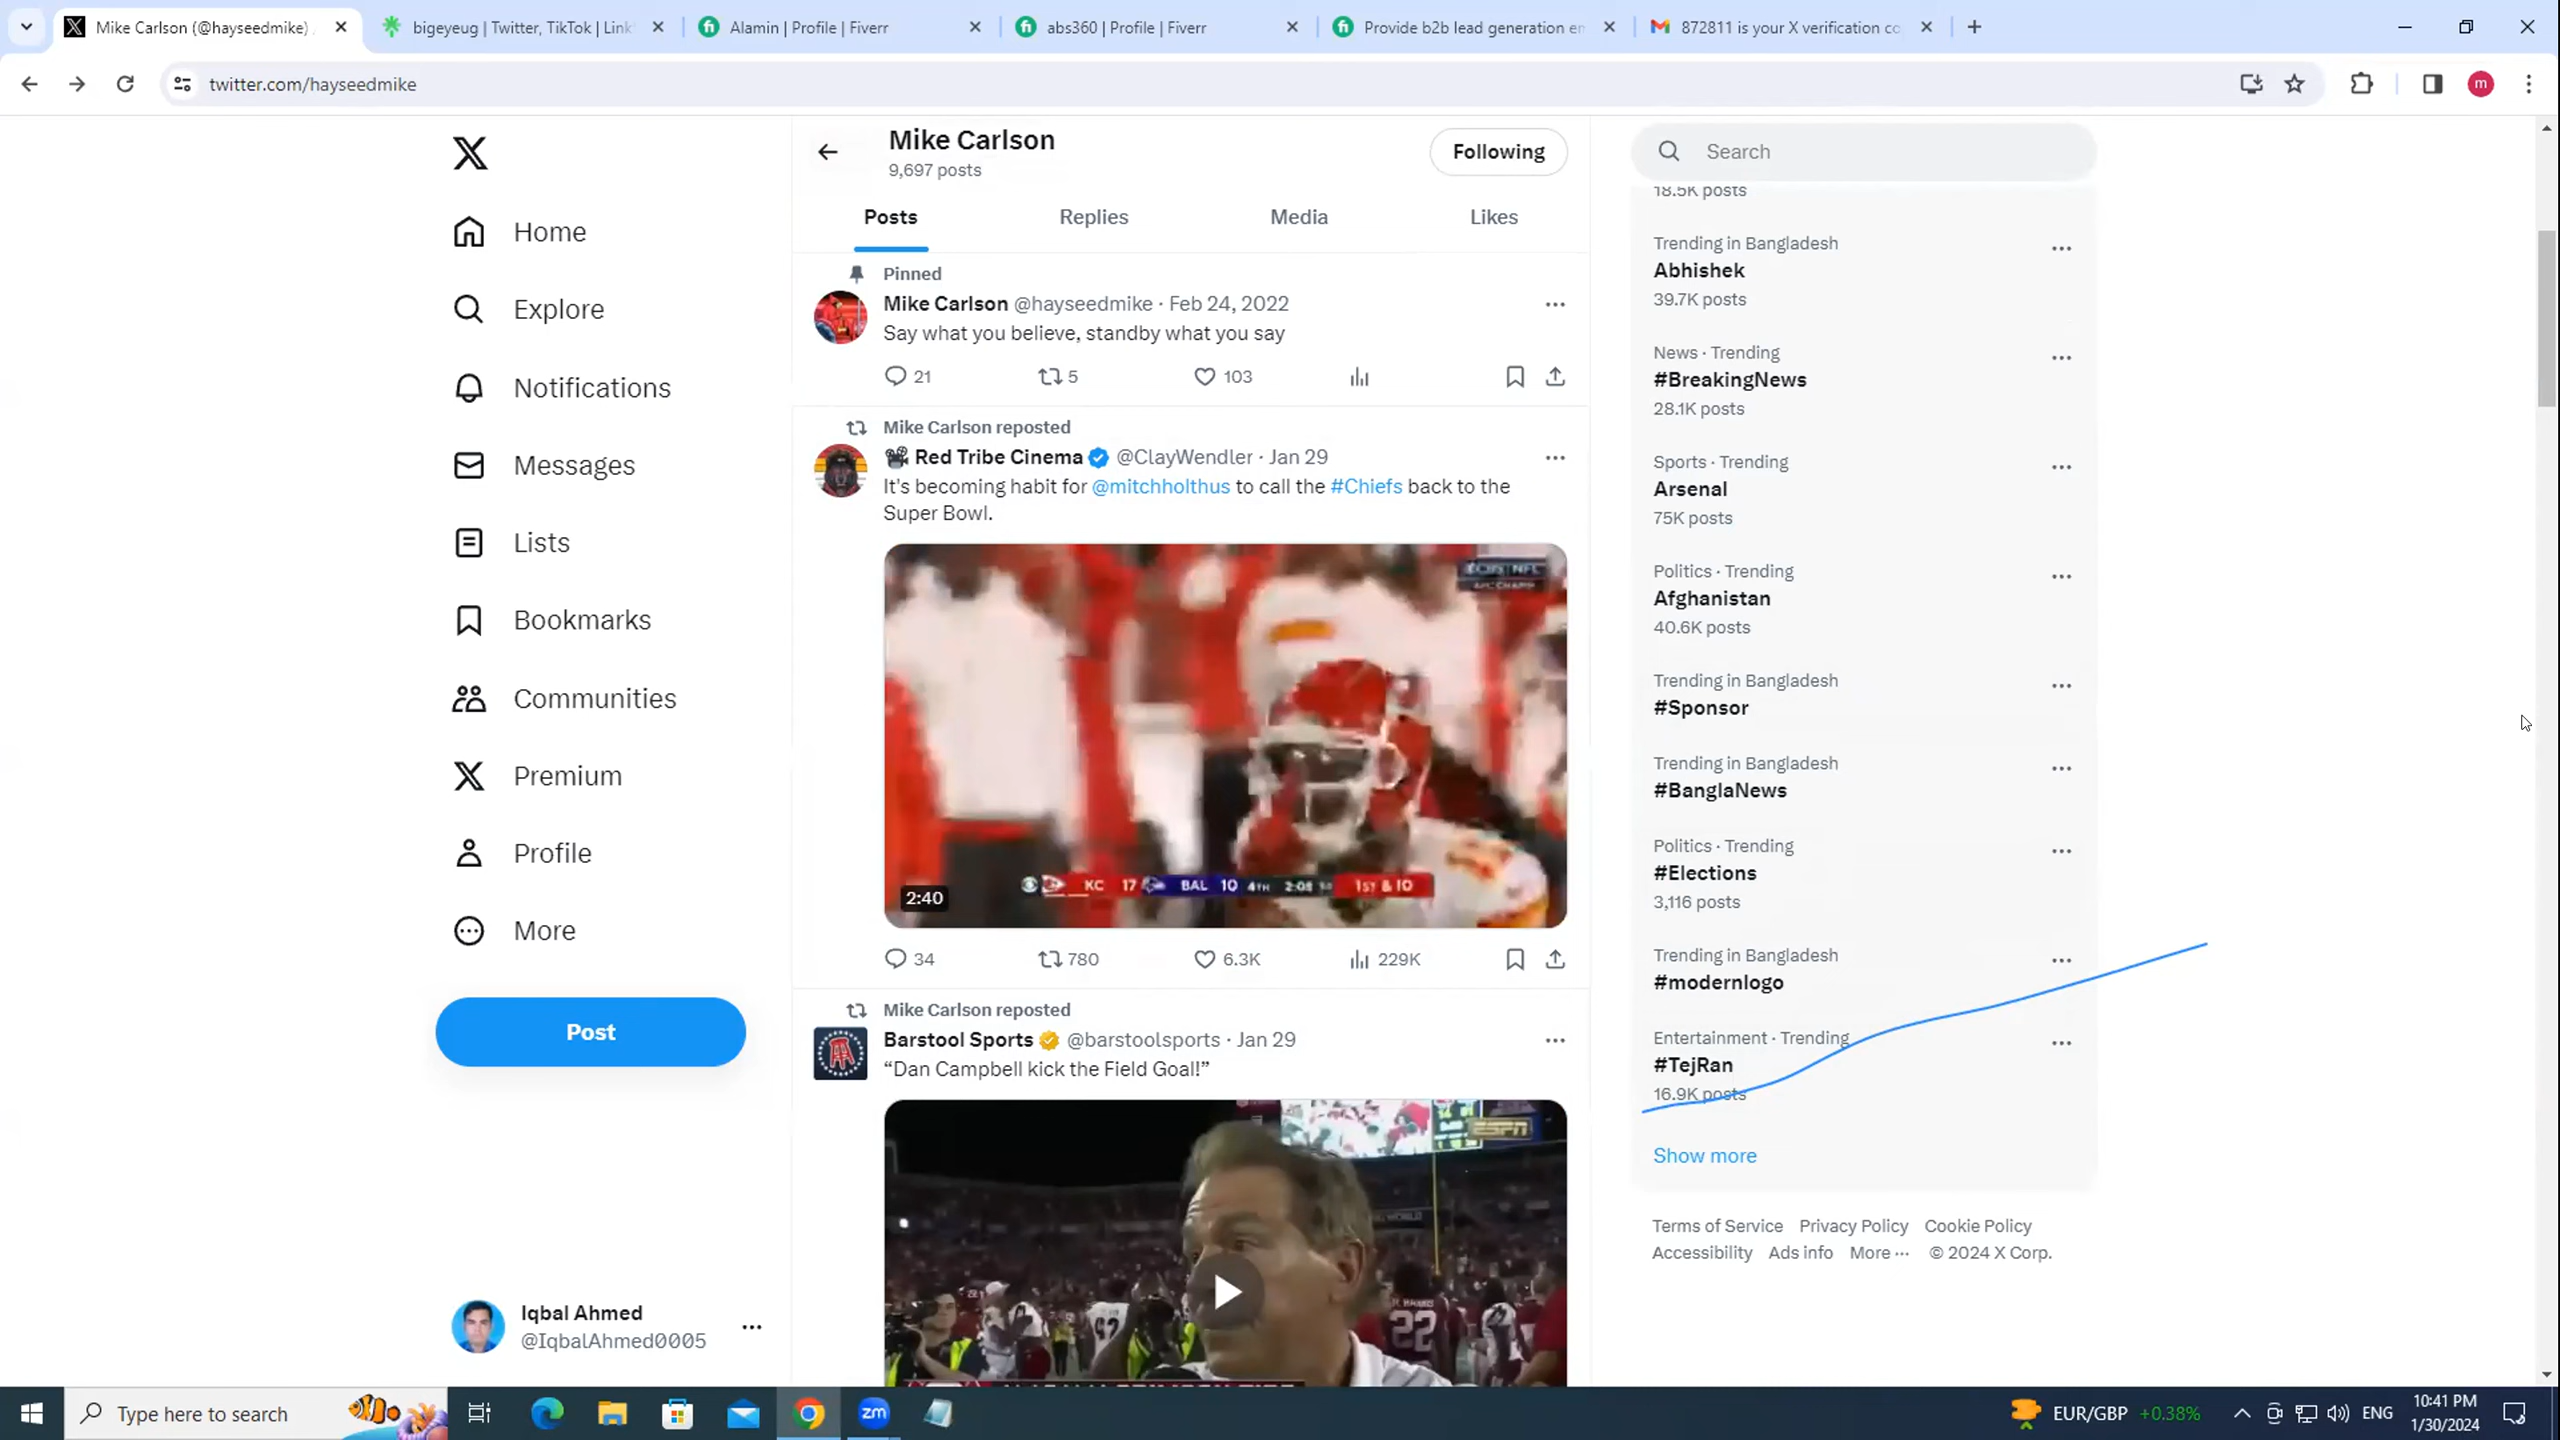 Mike Carlson (@hayseedmike)
bigeyeug | Twitter, TikTok | Link
Alamin | Profile | Fiverr
abs360 | Profile | Fiverr
Provide b2b lead generation em
872811 is your X verification co
twitter.com/hayseedmike
m
Home
Explore
Notifications
Messages
Lists
Bookmarks
Communities
Premium
Profile
More
Post
Iqbal Ahmed
@IqbalAhmed0005
Mike Carlson
9,697 posts
Following
Posts Replies Media Likes
Pinned
Mike Carlson @hayseedmike · Feb 24, 2022
Say what you believe, standby what you say
21 5 103
Mike Carlson reposted
Red Tribe Cinema @ClayWendler · Jan 29
It's becoming habit for @mitchholthus to call the #Chiefs back to the
Super Bowl.
KC 17 BAL 10 4TH 2:08 1ST & 10
2:40
34 780 6.3K 229K
Mike Carlson reposted
Barstool Sports @barstoolsports · Jan 29
“Dan Campbell kick the Field Goal!”
ESPN
22
Search
18.5K posts
Trending in Bangladesh
Abhishek
39.7K posts
News · Trending
#BreakingNews
28.1K posts
Sports · Trending
Arsenal
75K posts
Politics · Trending
Afghanistan
40.6K posts
Trending in Bangladesh
#Sponsor
Trending in Bangladesh
#BanglaNews
Politics · Trending
#Elections
3,116 posts
Trending in Bangladesh
#modernlogo
Entertainment · Trending
#TejRan
16.9K posts
Show more
Terms of Service Privacy Policy Cookie Policy
Accessibility Ads info More ··· © 2024 X Corp.
Type here to search
zm
EUR/GBP +0.38%
ENG
10:41 PM
1/30/2024